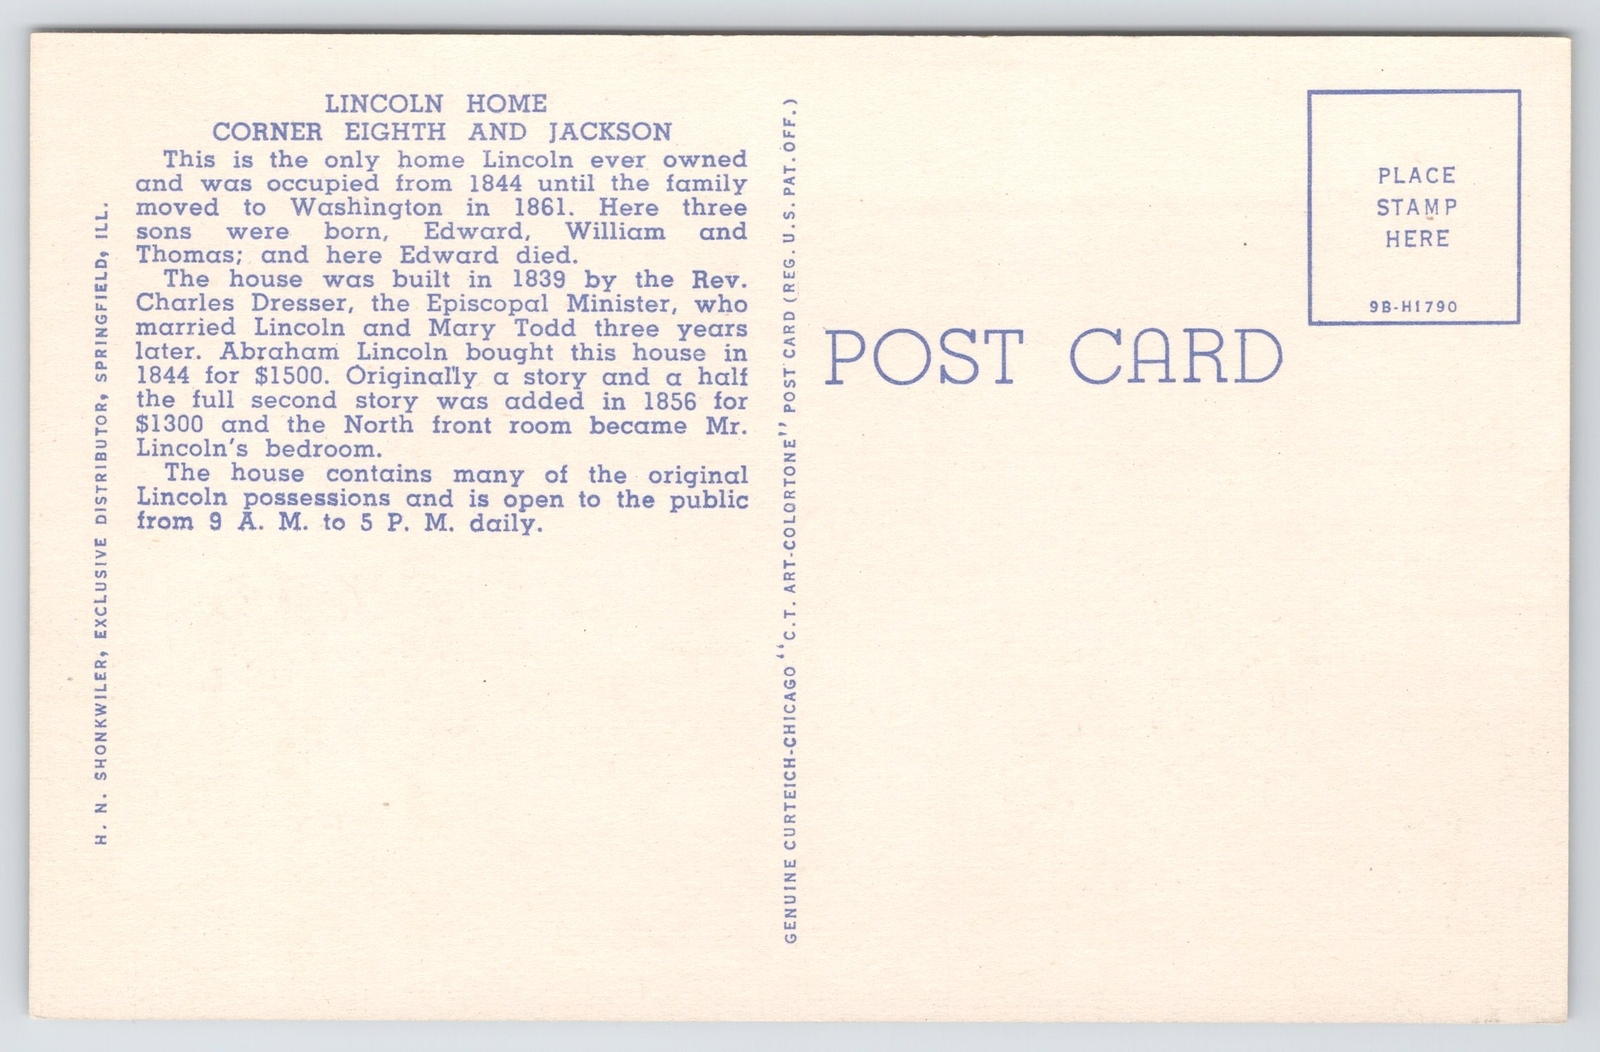 LINCOLN HOME
CORNER EIGHTH AND JACKSON
This is the only home Lincoln ever owned
and was occupied from 1844 until the family
moved to Washington in 1861. Here three
sons were born, Edward, William and
Thomas; and here Edward died.
The house was built in 1839 by the Rev.
Charles Dresser, the Episcopal Minister, who
married Lincoln and Mary Todd three years
later. Abraham Lincoln bought this house in
1844 for $1500. Originally a story and a half
the full second story was added in 1856 for
$1300 and the North front room became Mr.
Lincoln's bedroom.
The house contains many of the original
Lincoln possessions and is open to the public
from 9 A. M. to 5 P. M. daily.
H. N. SHONKWILER, EXCLUSIVE DISTRIBUTOR, SPRINGFIELD, ILL.
GENUINE CURTEICH-CHICAGO "C.T. ART-COLORTONE" POST CARD (REG. U.S. PAT. OFF.)
POST CARD
PLACE
STAMP
HERE
9B-H1790